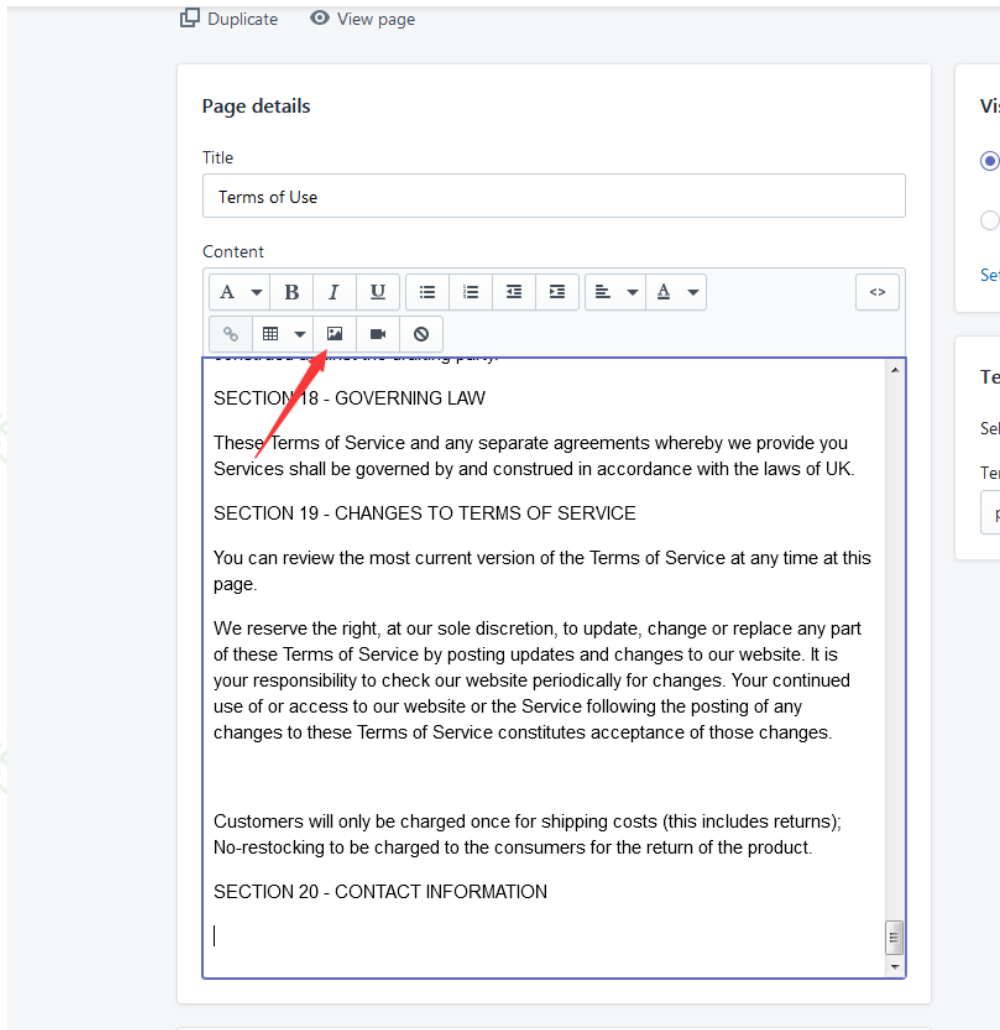 Duplicate View page
Page details
Title
Terms of Use
Content
A B I U A <>
SECTION 18 - GOVERNING LAW
These Terms of Service and any separate agreements whereby we provide you
Services shall be governed by and construed in accordance with the laws of UK.
SECTION 19 - CHANGES TO TERMS OF SERVICE
You can review the most current version of the Terms of Service at any time at this
page.
We reserve the right, at our sole discretion, to update, change or replace any part
of these Terms of Service by posting updates and changes to our website. It is
your responsibility to check our website periodically for changes. Your continued
use of or access to our website or the Service following the posting of any
changes to these Terms of Service constitutes acceptance of those changes.
Customers will only be charged once for shipping costs (this includes returns);
No-restocking to be charged to the consumers for the return of the product.
SECTION 20 - CONTACT INFORMATION